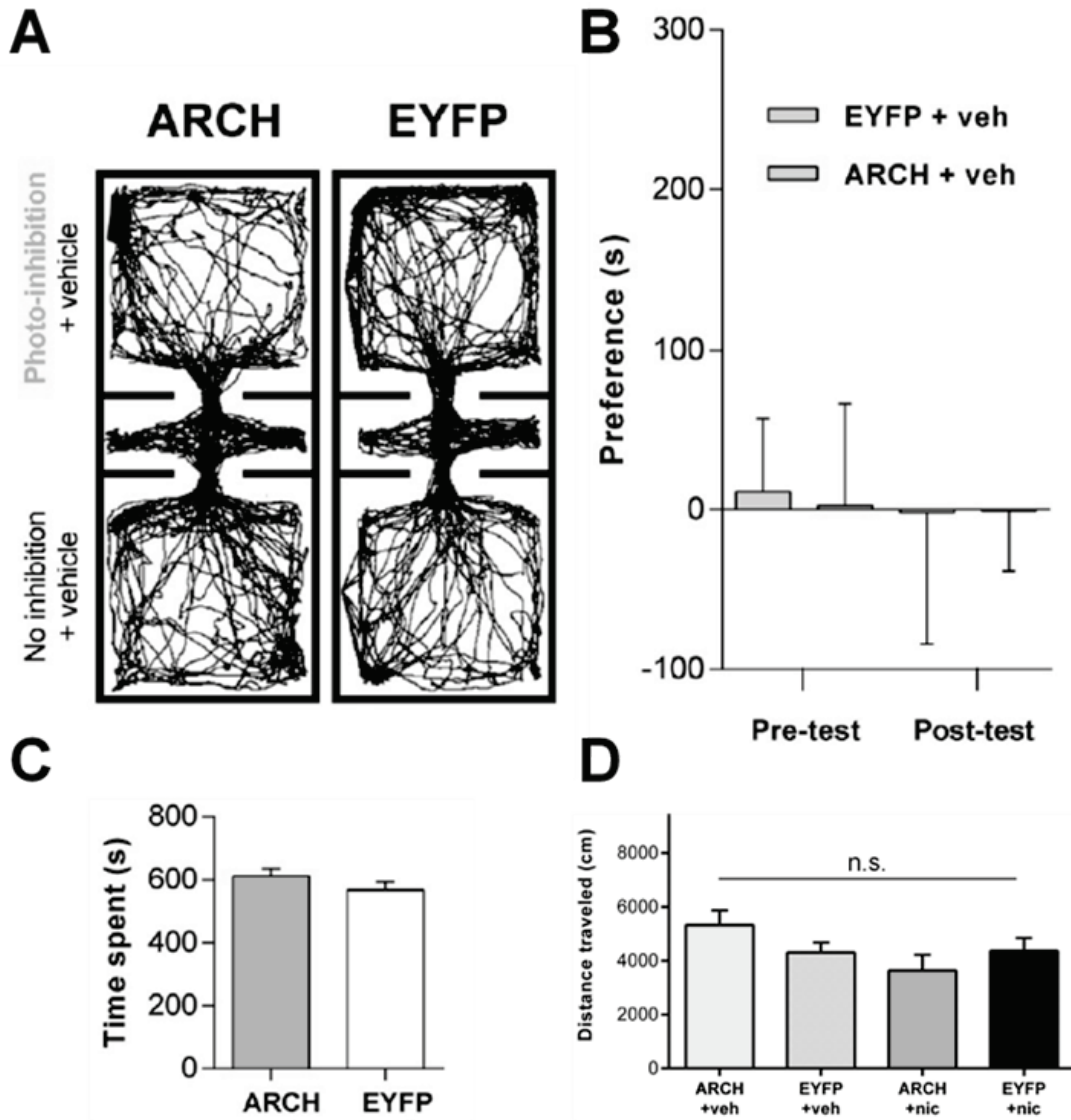 A
ARCH
EYFP
Photo-inhibition
+ vehicle
No inhibition
+ vehicle
B
300
200
100
0
-100
Preference (s)
EYFP + veh
ARCH + veh
Pre-test
Post-test
C
800
600
400
200
0
Time spent (s)
ARCH
EYFP
D
8000
6000
4000
2000
0
Distance traveled (cm)
n.s.
ARCH
+veh
EYFP
+veh
ARCH
+nic
EYFP
+nic